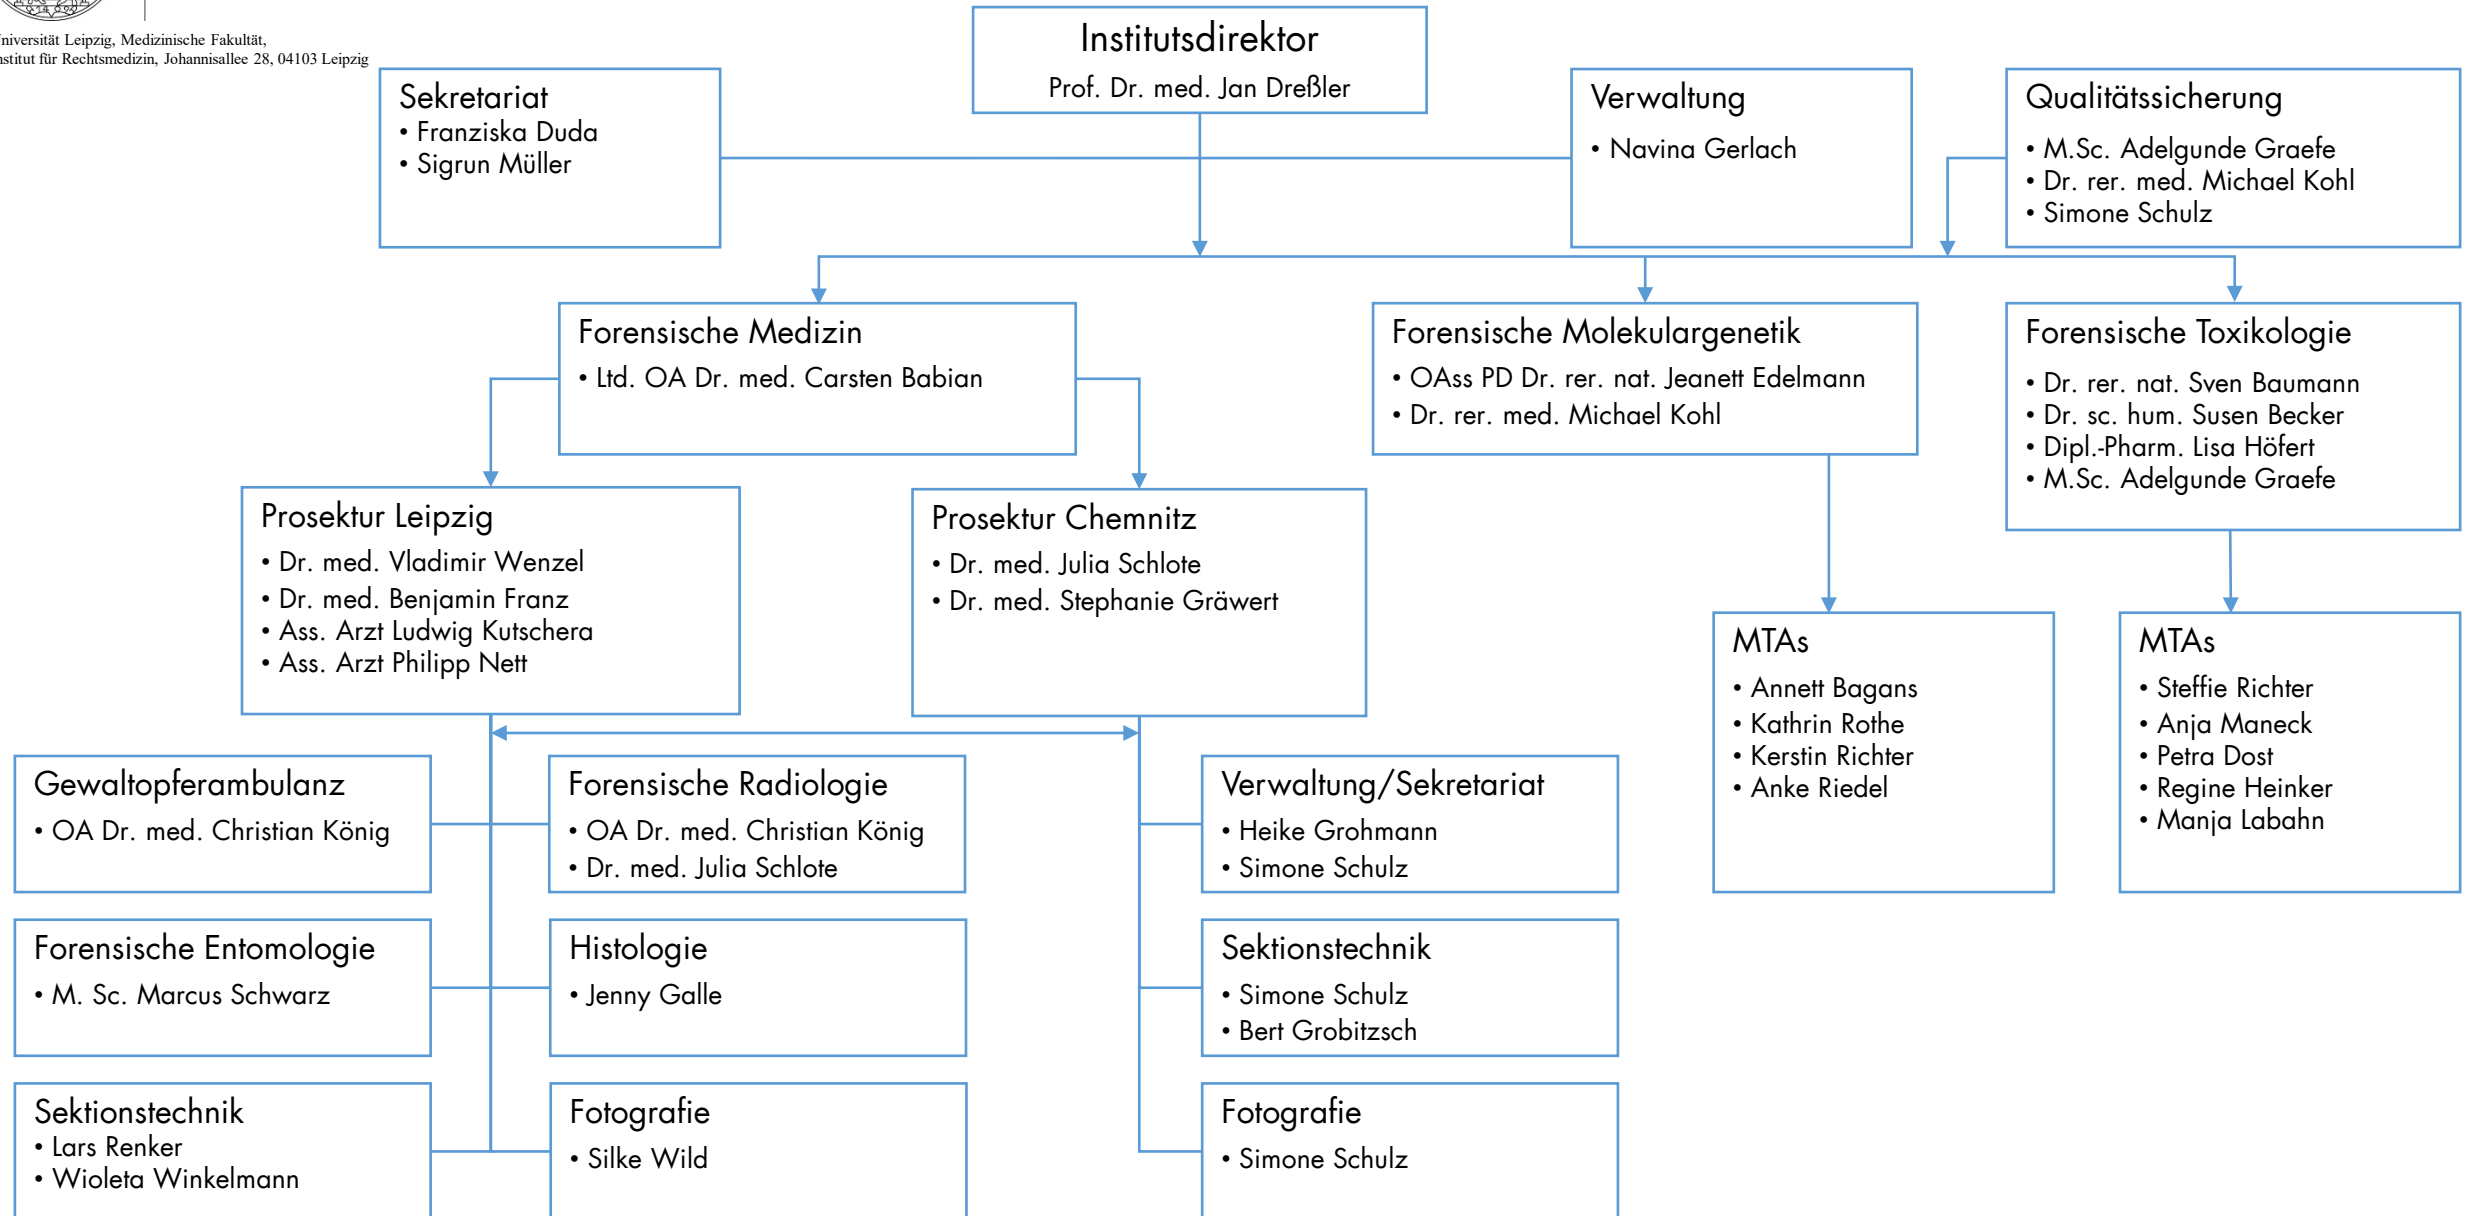 Universität Leipzig, Medizinische Fakultät,
Institut für Rechtsmedizin, Johannisallee 28, 04103 Leipzig
Institutsdirektor
Prof. Dr. med. Jan Dreßler
Sekretariat
• Franziska Duda
• Sigrun Müller
Verwaltung
• Navina Gerlach
Qualitätssicherung
• M.Sc. Adelgunde Graefe
• Dr. rer. med. Michael Kohl
• Simone Schulz
Forensische Medizin
• Ltd. OA Dr. med. Carsten Babian
Forensische Molekulargenetik
• OAss PD Dr. rer. nat. Jeanett Edelmann
• Dr. rer. med. Michael Kohl
Forensische Toxikologie
• Dr. rer. nat. Sven Baumann
• Dr. sc. hum. Susen Becker
• Dipl.-Pharm. Lisa Höfert
• M.Sc. Adelgunde Graefe
Prosektur Leipzig
• Dr. med. Vladimir Wenzel
• Dr. med. Benjamin Franz
• Ass. Arzt Ludwig Kutschera
• Ass. Arzt Philipp Nett
Prosektur Chemnitz
• Dr. med. Julia Schlote
• Dr. med. Stephanie Gräwert
MTAs
• Annett Bagans
• Kathrin Rothe
• Kerstin Richter
• Anke Riedel
MTAs
• Steffie Richter
• Anja Maneck
• Petra Dost
• Regine Heinker
• Manja Labahn
Gewaltopferambulanz
• OA Dr. med. Christian König
Forensische Radiologie
• OA Dr. med. Christian König
• Dr. med. Julia Schlote
Verwaltung/Sekretariat
• Heike Grohmann
• Simone Schulz
Forensische Entomologie
• M. Sc. Marcus Schwarz
Histologie
• Jenny Galle
Sektionstechnik
• Simone Schulz
• Bert Grobitzsch
Sektionstechnik
• Lars Renker
• Wioleta Winkelmann
Fotografie
• Silke Wild
Fotografie
• Simone Schulz